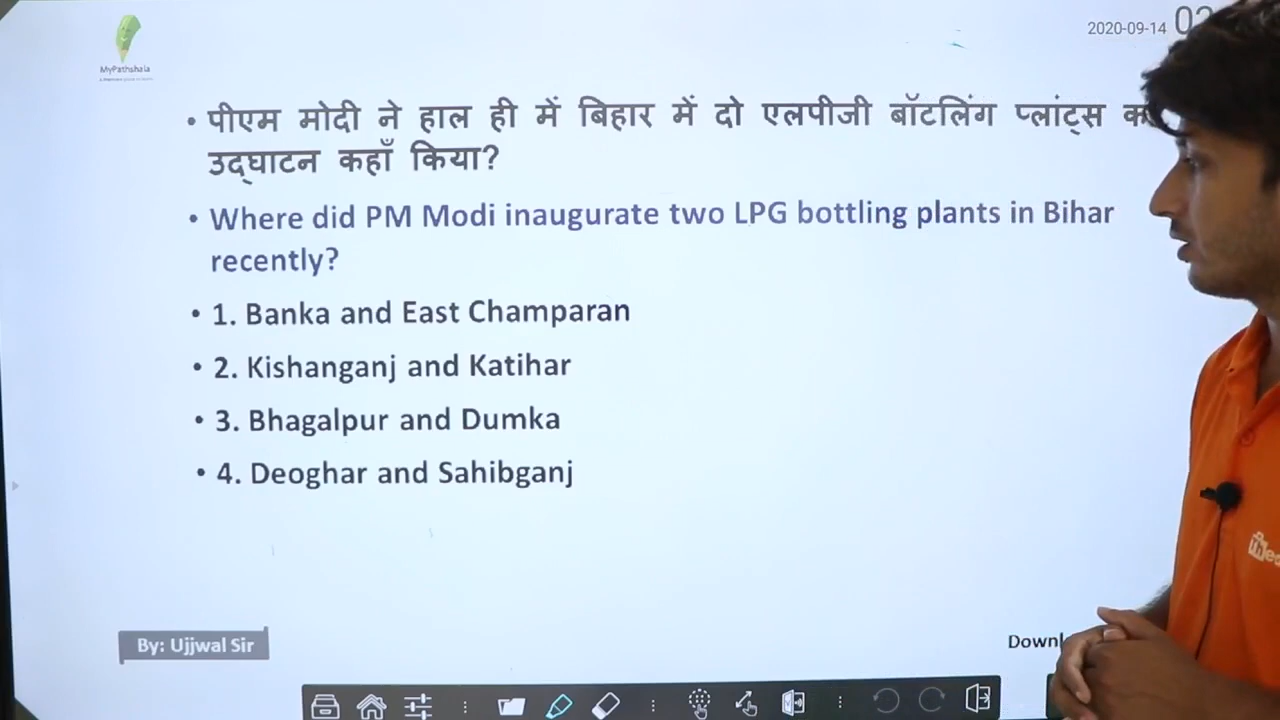 MyPathshala
2020-09-14
• पीएम मोदी ने हाल ही में बिहार में दो एलपीजी बॉटलिंग प्लांट्स
उद्घाटन कहाँ किया?
• Where did PM Modi inaugurate two LPG bottling plants in Bihar
recently?
• 1. Banka and East Champaran
• 2. Kishanganj and Katihar
• 3. Bhagalpur and Dumka
• 4. Deoghar and Sahibganj
By: Ujjwal Sir